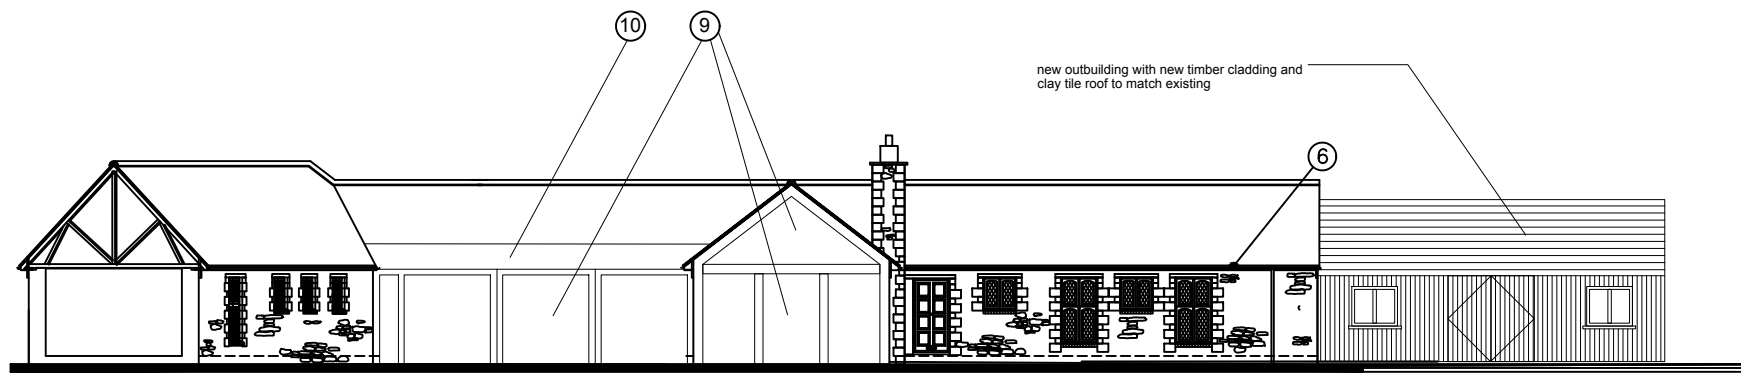 10
9
new outbuilding with new timber cladding and
clay tile roof to match existing
6